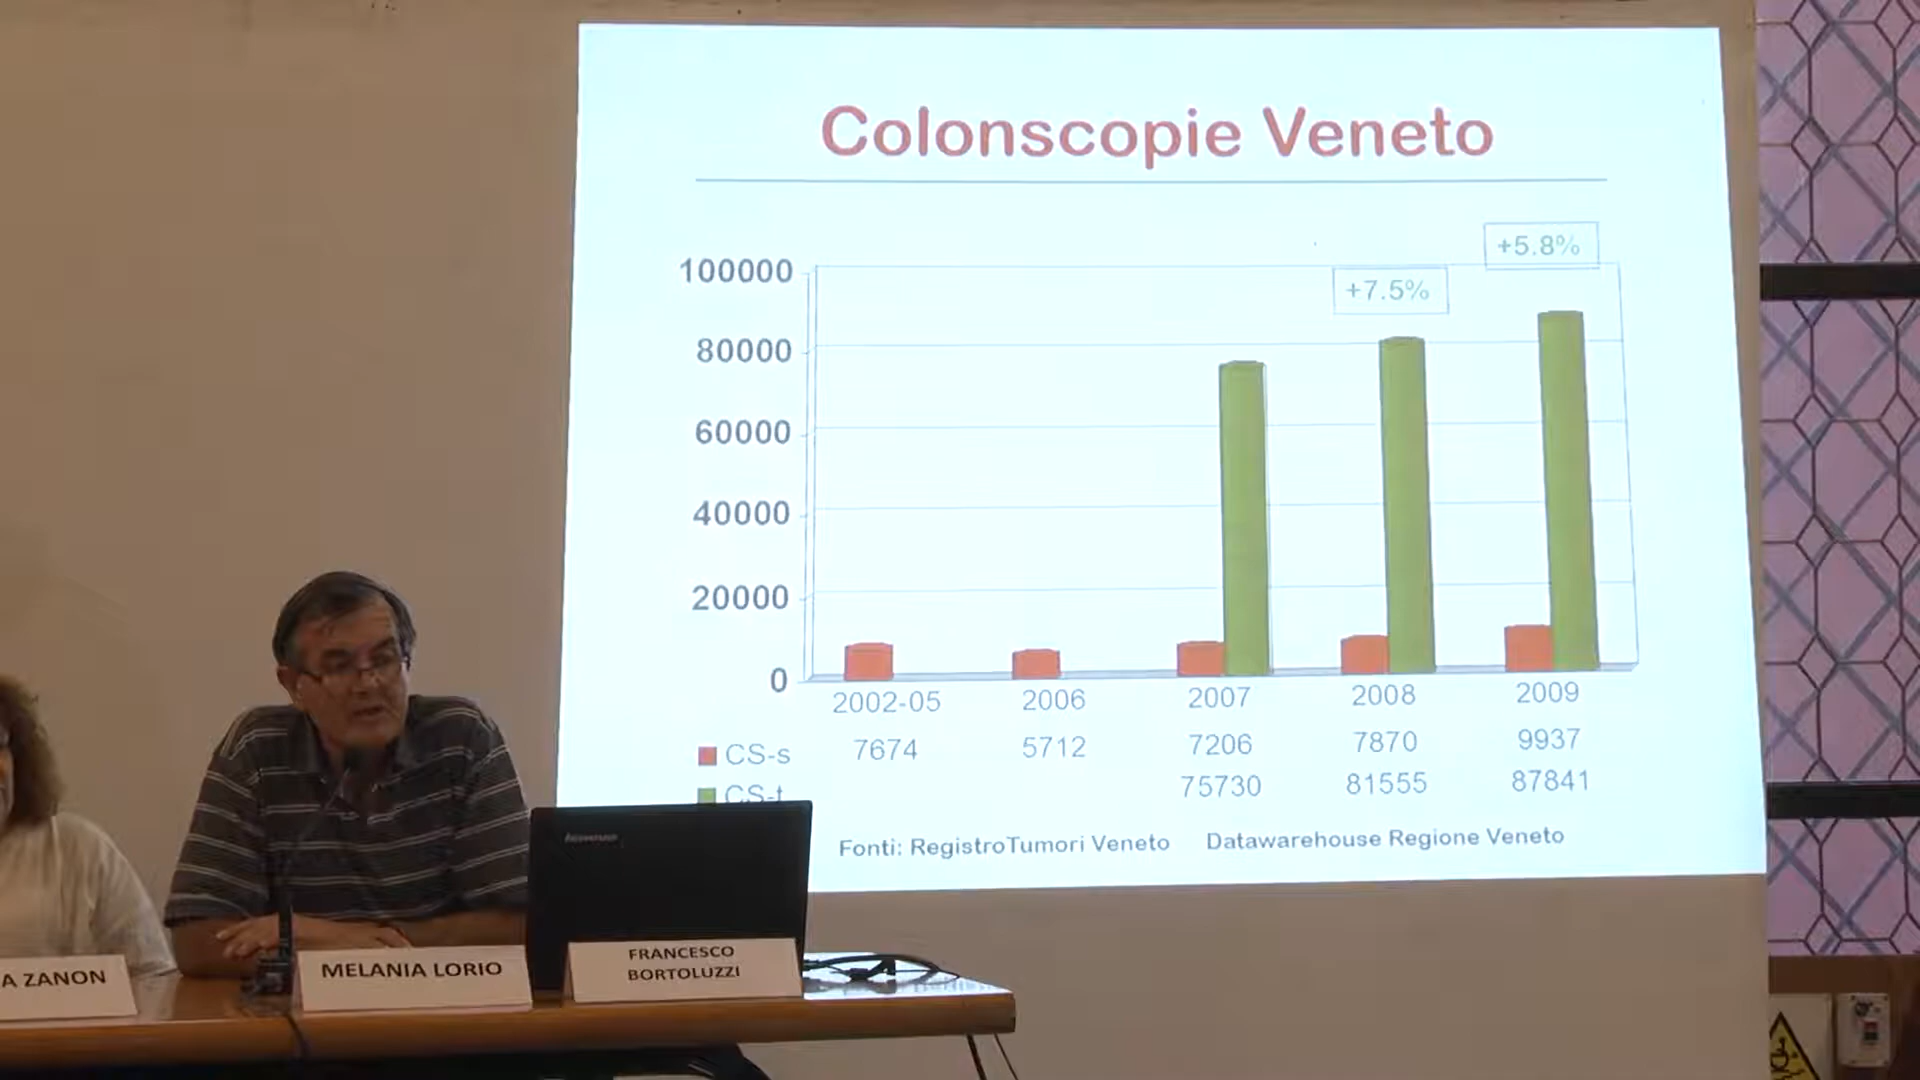 Colonscopie Veneto
+5.8%
+7.5%
100000
80000
60000
40000
20000
0
2002-05 2006 2007 2008 2009
CS-s 7674 5712 7206 7870 9937
CS-t 75730 81555 87841
Fonti: RegistroTumori Veneto Datawarehouse Regione Veneto
lenovo
A ZANON
MELANIA LORIO
FRANCESCO
BORTOLUZZI